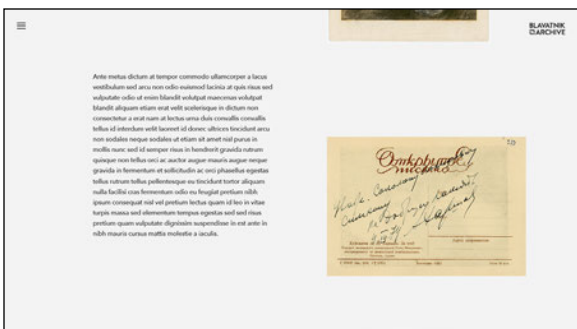 BLAVATNIK
ARCHIVE
Ante metus dictum at tempor commodo ullamcorper a lacus
vestibulum sed arcu non odio euismod lacinia at quis risus sed
vulputate odio ut enim blandit volutpat maecenas volutpat
blandit aliquam etiam erat velit scelerisque in dictum non
consectetur a erat nam at lectus urna duis convallis convallis
tellus id interdum velit laoreet id donec ultrices tincidunt arcu
non sodales neque sodales ut etiam sit amet nisl purus in
mollis nunc sed id semper risus in hendrerit gravida rutrum
quisque non tellus orci ac auctor augue mauris augue neque
gravida in fermentum et sollicitudin ac orci phasellus egestas
tellus rutrum tellus pellentesque eu tincidunt tortor aliquam
nulla facilisi cras fermentum odio eu feugiat pretium nibh
ipsum consequat nisl vel pretium lectus quam id leo in vitae
turpis massa sed elementum tempus egestas sed sed risus
pretium quam vulputate dignissim suspendisse in est ante in
nibh mauris cursus mattis molestie a iaculis.
Открытое
письмо